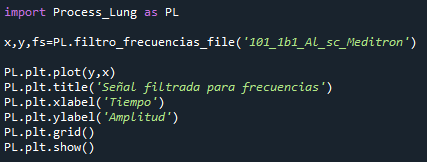 import Process_Lung as PL
x,y,fs=PL.filtro_frecuencias_file('101_1b1_Al_sc_Meditron')
PL.plt.plot(y,x)
PL.plt.title('Señal filtrada para frecuencias')
PL.plt.xlabel('Tiempo')
PL.plt.ylabel('Amplitud')
PL.plt.grid()
PL.plt.show()